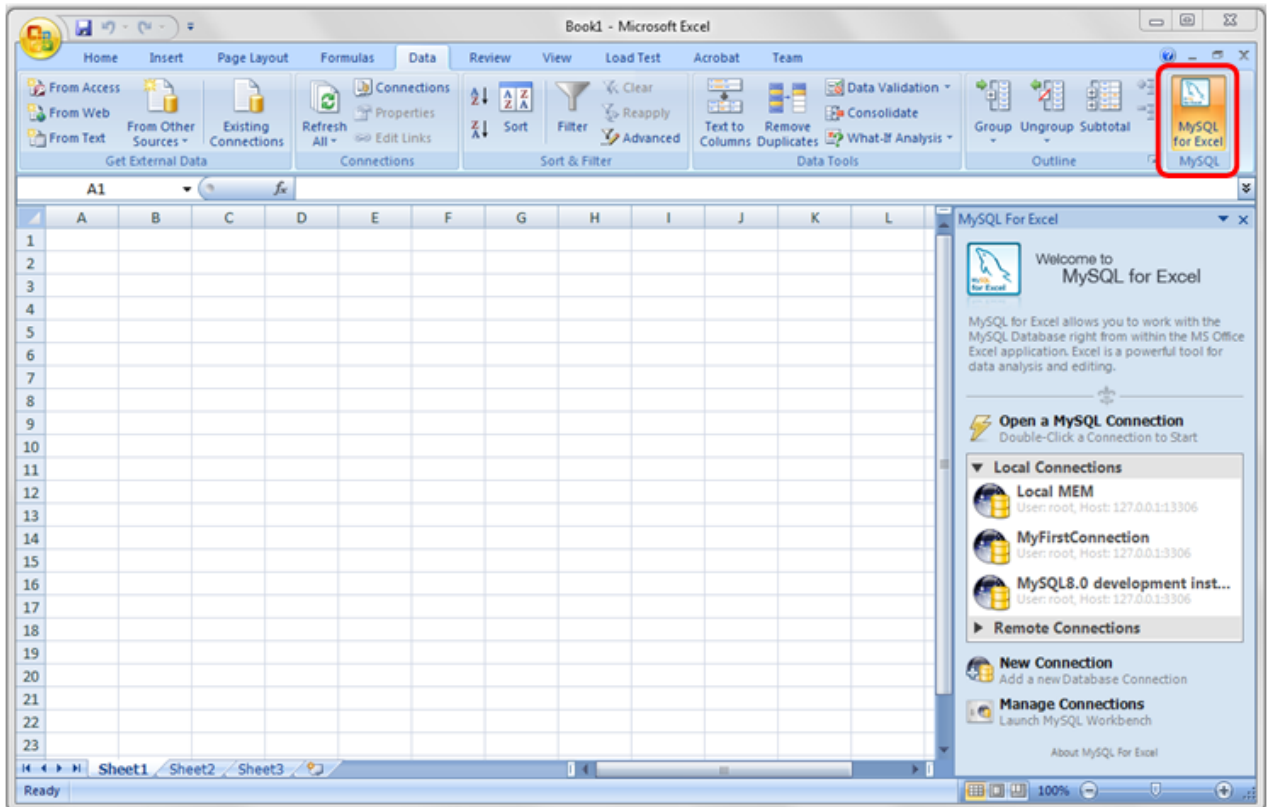 Book1 - Microsoft Excel
Home Insert Page Layout Formulas Data Review View Load Test Acrobat Team
From Access
From Web
From Text
From Other
Sources
Existing
Connections
Get External Data
Refresh
All
Connections
Properties
Edit Links
Connections
Sort
Filter
Clear
Reapply
Advanced
Sort & Filter
Text to
Columns
Remove
Duplicates
Data Validation
Consolidate
What-If Analysis
Data Tools
Group Ungroup Subtotal
Outline
MySQL
for Excel
MySQL
A1
fx
A B C D E F G H I J K L
1
2
3
4
5
6
7
8
9
10
11
12
13
14
15
16
17
18
19
20
21
22
23
MySQL For Excel
Welcome to
MySQL for Excel
MySQL for Excel allows you to work with the
MySQL Database right from within the MS Office
Excel application. Excel is a powerful tool for
data analysis and editing.
Open a MySQL Connection
Double-Click a Connection to Start
Local Connections
Local MEM
User: root, Host: 127.0.0.1:13306
MyFirstConnection
User: root, Host: 127.0.0.1:3306
MySQL8.0 development inst...
User: root, Host: 127.0.0.1:3306
Remote Connections
New Connection
Add a new Database Connection
Manage Connections
Launch MySQL Workbench
About MySQL For Excel
Sheet1 Sheet2 Sheet3
Ready
100%